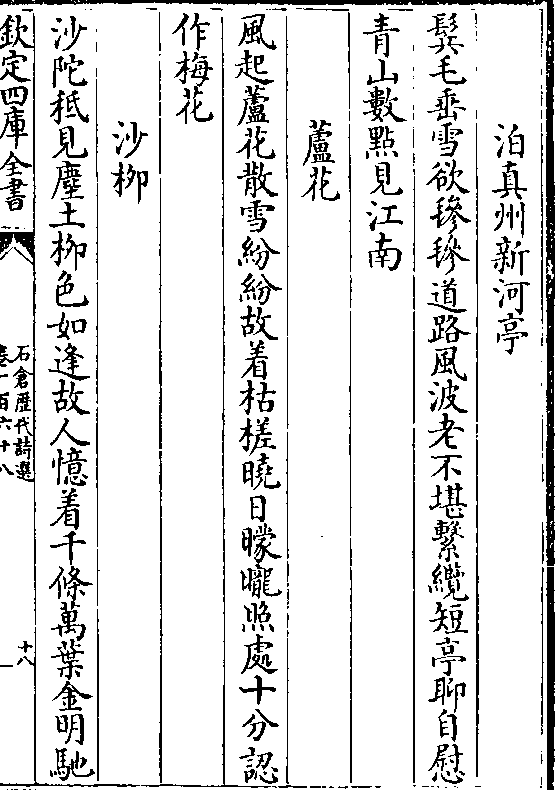 泊真州新河亭
鬂毛垂雪欲毿毿道路風波老不堪繫纜短亭聊自慰
青山數點見江南
蘆花
風起蘆花散雪紛紛故着枯槎曉日曚曨照處十分認
作梅花
沙柳
沙陀秪見塵土柳色如逢故人憶着千條萬葉金明馳
欽定四庫全書
石倉歷代詩選
卷一百六十八
十八